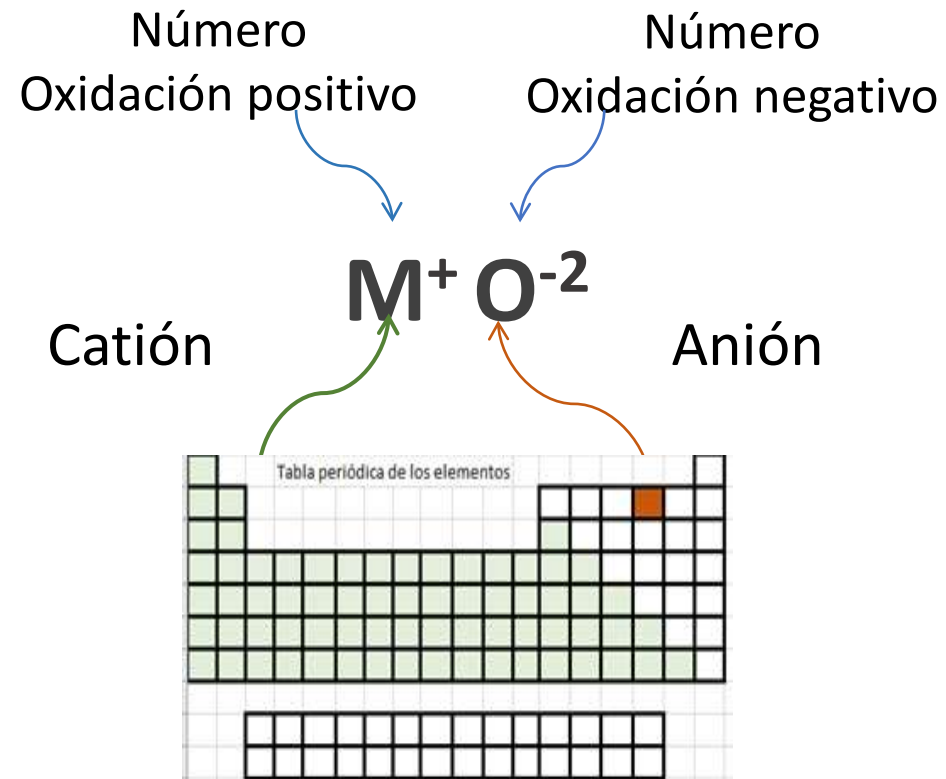 Número
Oxidación positivo
Número
Oxidación negativo
M⁺ O⁻²
Catión
Anión
Tabla periódica de los elementos